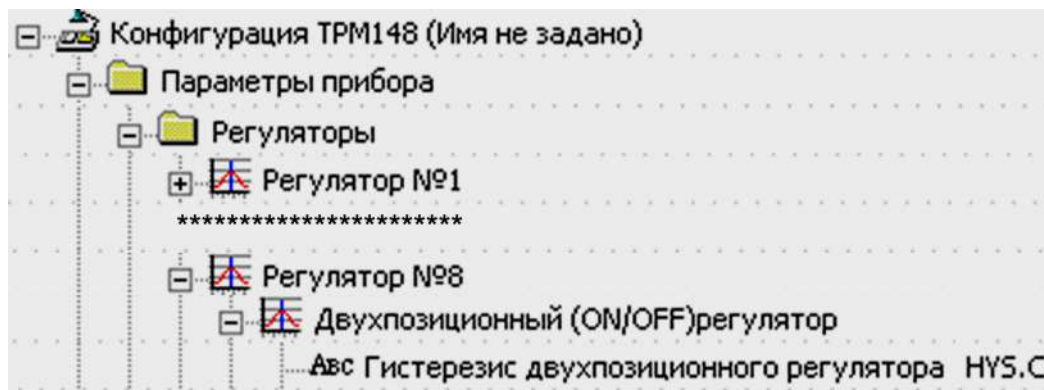 Конфигурация ТРМ148 (Имя не задано)
Параметры прибора
Регуляторы
Регулятор №1
***********************
Регулятор №8
Двухпозиционный (ON/OFF)регулятор
Авс Гистерезис двухпозиционного регулятора HYS.C